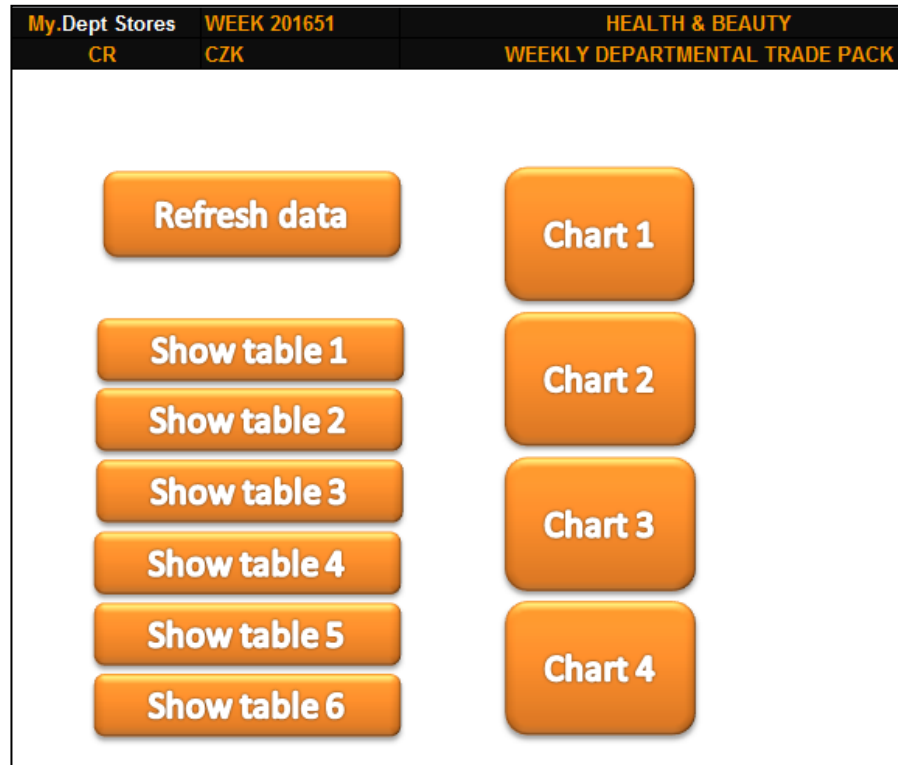 My.Dept Stores WEEK 201651 HEALTH & BEAUTY
CR CZK WEEKLY DEPARTMENTAL TRADE PACK
Refresh data
Show table 1
Show table 2
Show table 3
Show table 4
Show table 5
Show table 6
Chart 1
Chart 2
Chart 3
Chart 4